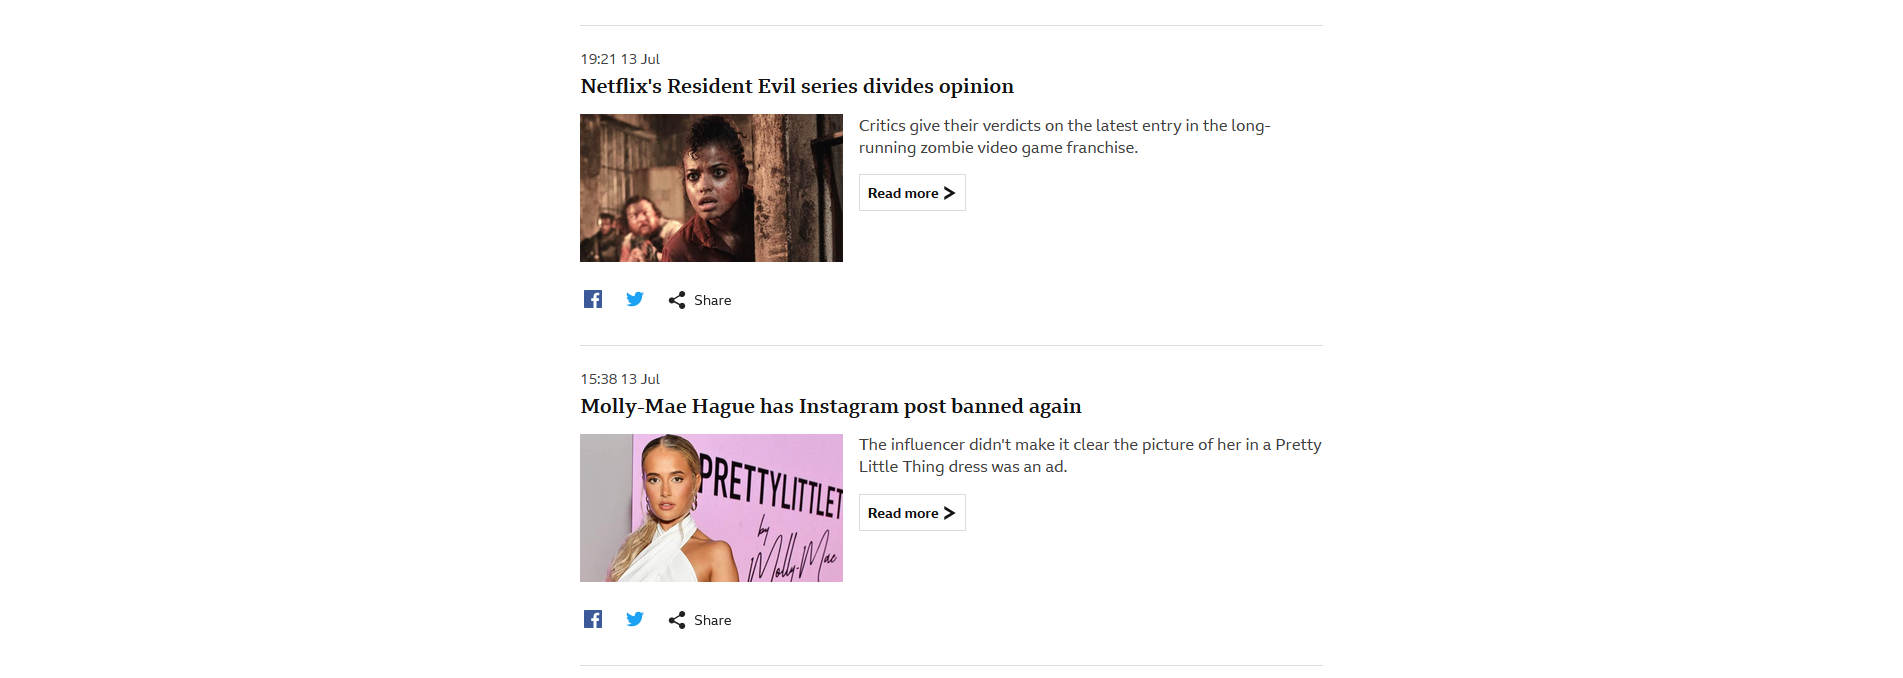 19:21 13 Jul
Netflix's Resident Evil series divides opinion
Critics give their verdicts on the latest entry in the long-
running zombie video game franchise.
Read more
Share
15:38 13 Jul
Molly-Mae Hague has Instagram post banned again
The influencer didn't make it clear the picture of her in a Pretty
Little Thing dress was an ad.
PRETTYLITTLET
by
Molly-Mae
Read more
Share